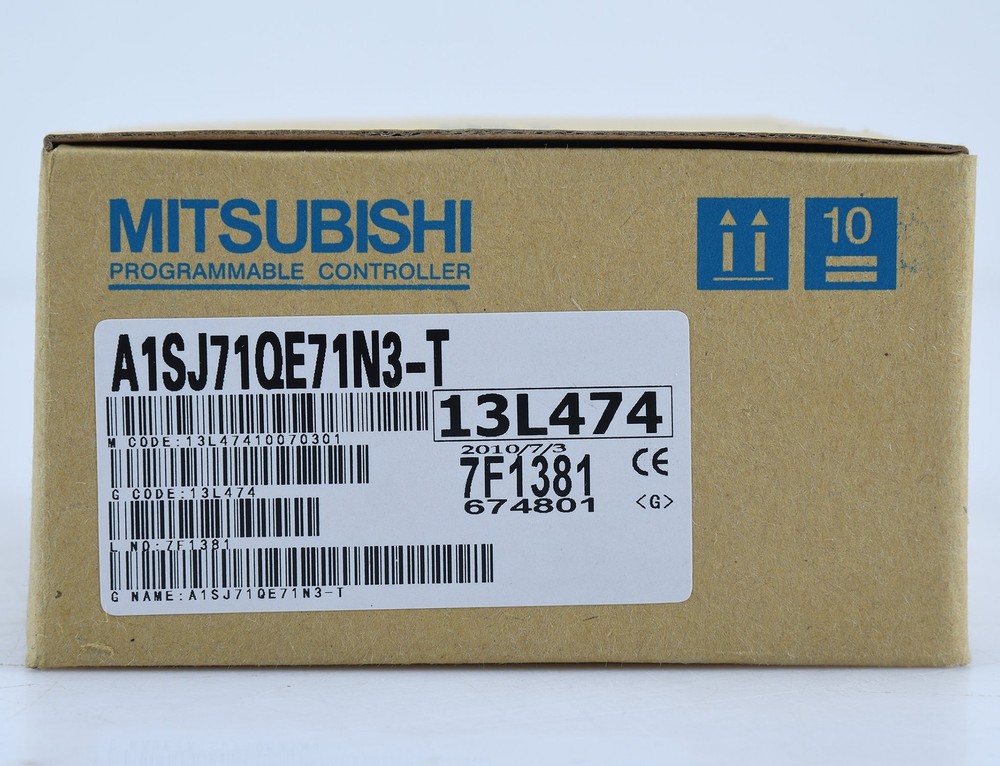 MITSUBISHI
PROGRAMMABLE CONTROLLER
10
A1SJ71QE71N3-T
13L474
M CODE:13L47410070301
2010/7/3
7F1381
CE
G CODE:13L474
674801
<G>
L NO:7F1381
G NAME:A1SJ71QE71N3-T